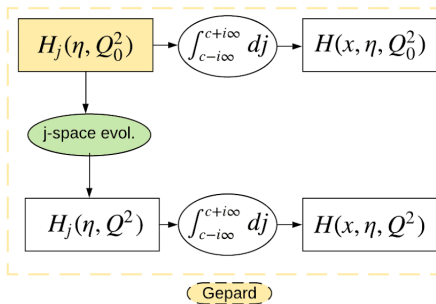 H_j(η, Q_0^2) ∫_{c-i∞}^{c+i∞} dj H(x, η, Q_0^2)
j-space evol.
H_j(η, Q^2) ∫_{c-i∞}^{c+i∞} dj H(x, η, Q^2)
Gepard